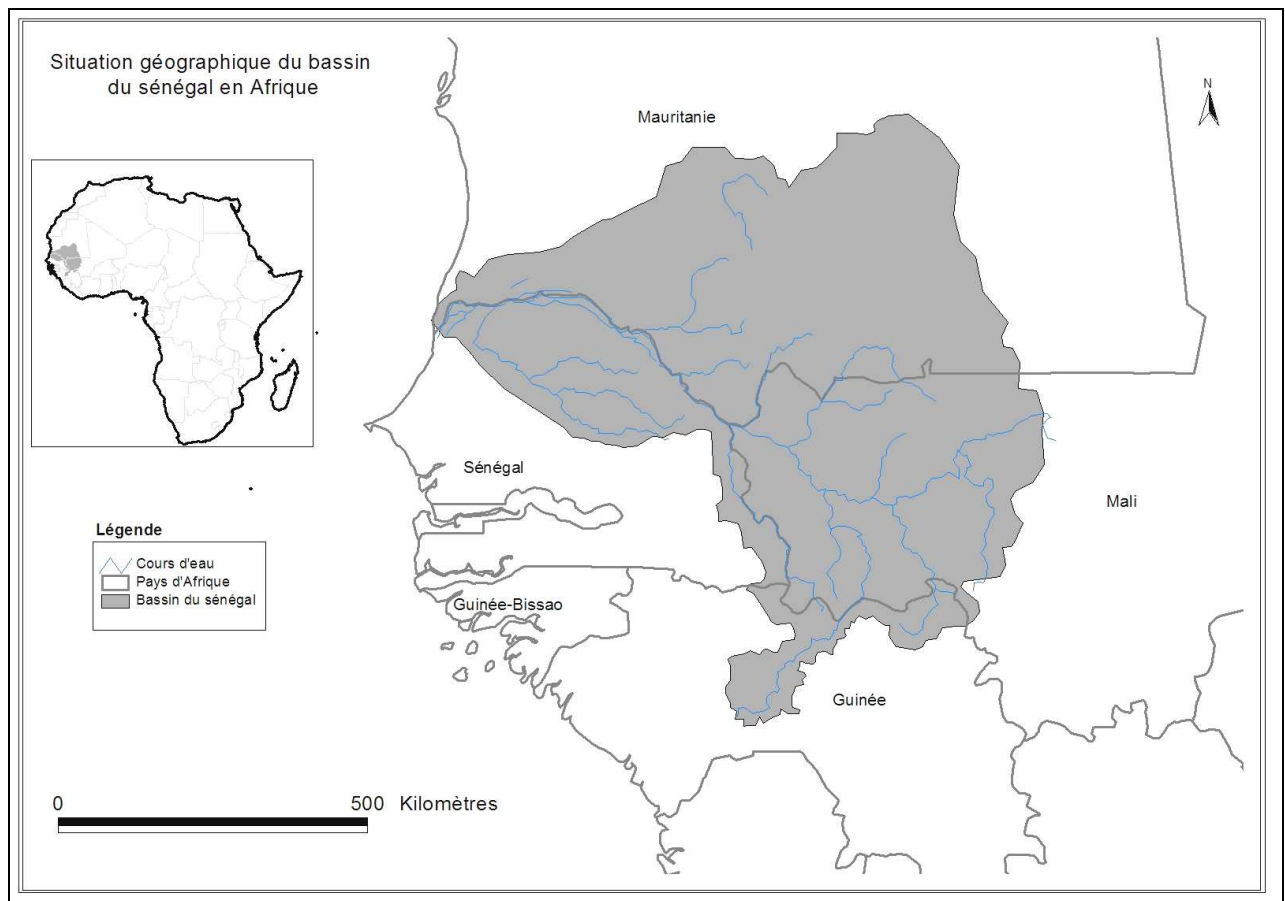 Situation géographique du bassin
du sénégal en Afrique
Mauritanie
N
Sénégal
Mali
Légende
Cours d'eau
Pays d'Afrique
Bassin du sénégal
Guinée-Bissao
Guinée
0 500 Kilomètres